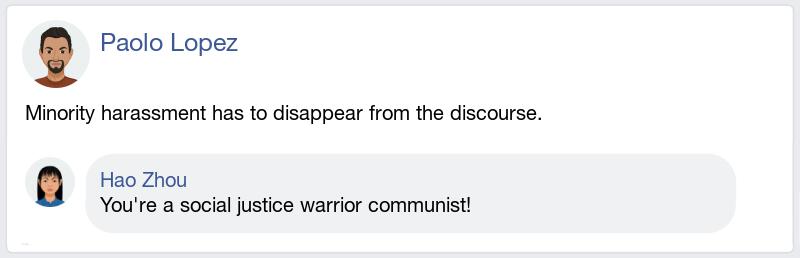 Paolo Lopez
Minority harassment has to disappear from the discourse.
Hao Zhou
You're a social justice warrior communist!